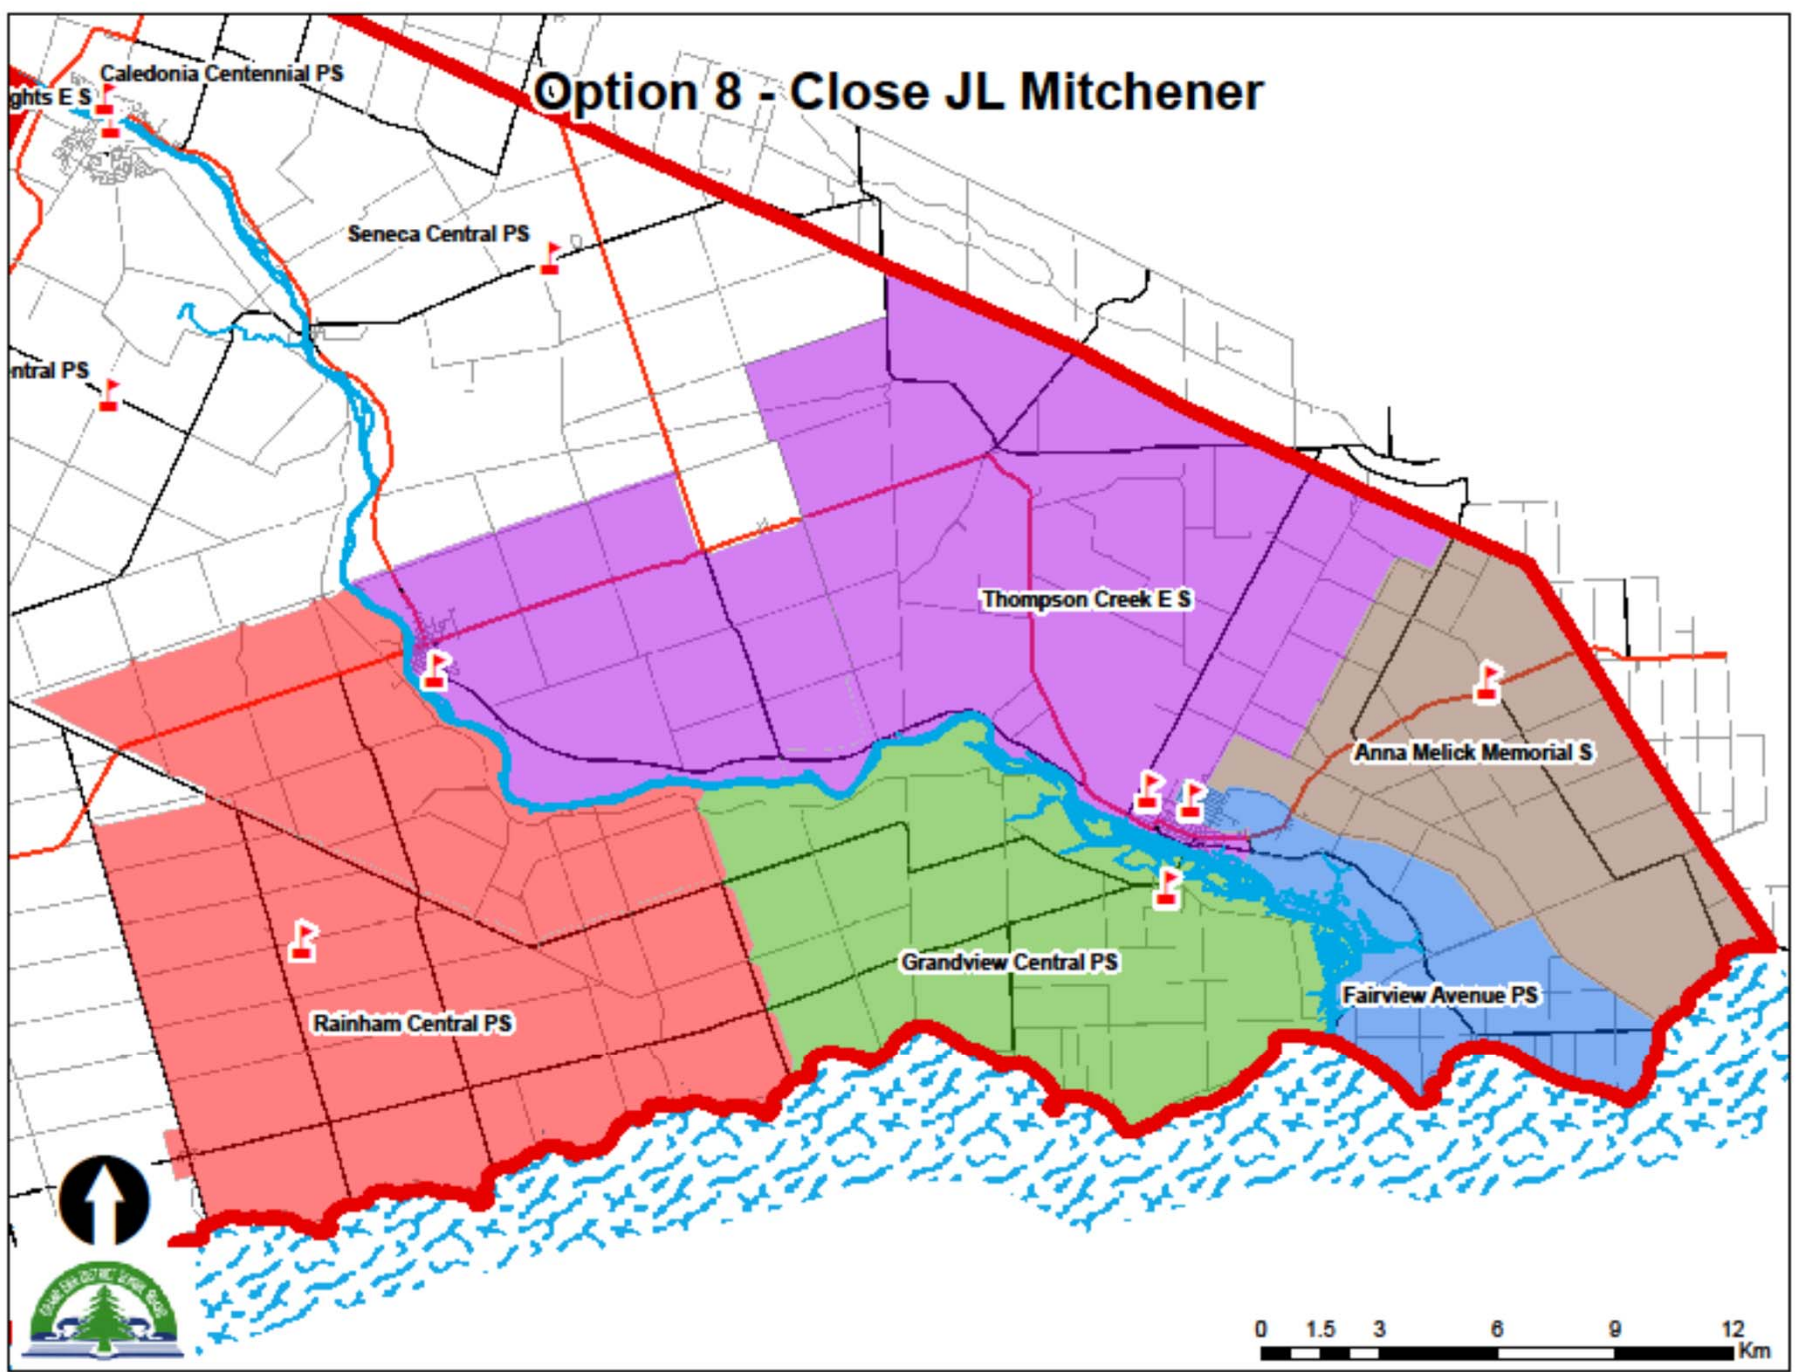 Option 8 - Close JL Mitchener
Caledonia Centennial PS
ghts E S
Seneca Central PS
ntral PS
Thompson Creek E S
Anna Melick Memorial S
Grandview Central PS
Fairview Avenue PS
Rainham Central PS
0 1.5 3 6 9 12
Km